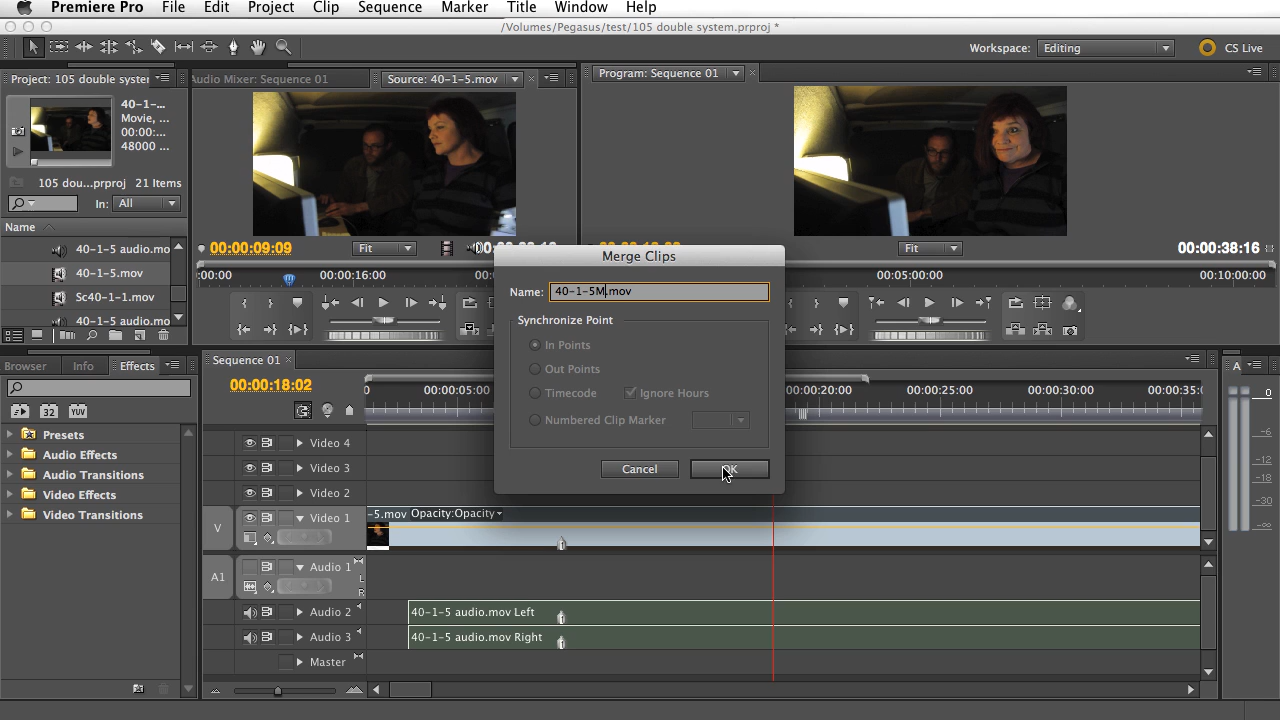 Premiere Pro File Edit Project Clip Sequence Marker Title Window Help
/Volumes/Pegasus/test/105 double system.prproj *
Workspace: Editing CS Live
Project: 105 double syster
40-1-...
Movie, ...
00:00:...
48000 ...
105 dou...prproj 21 Items
In: All
Name
40-1-5 audio.mo
40-1-5.mov
Sc40-1-1.mov
40-1-5 audio.mo
udio Mixer: Sequence 01
Source: 40-1-5.mov
00:00:09:09
Fit
:00:00 00:00:16:00
Program: Sequence 01
Fit
00:00:38:16
00:05:00:00 00:10:00:00
Merge Clips
Name: 40-1-5M.mov
Synchronize Point
In Points
Out Points
Timecode Ignore Hours
Numbered Clip Marker
Cancel OK
Browser Info Effects
32 YUV
Presets
Audio Effects
Audio Transitions
Video Effects
Video Transitions
Sequence 01
00:00:18:02
0 00:00:05:00 00:00:20:00 00:00:25:00 00:00:30:00 00:00:35:0
Video 4
Video 3
Video 2
V Video 1
-5.mov Opacity:Opacity
A1 Audio 1
L
R
Audio 2 40-1-5 audio.mov Left
Audio 3 40-1-5 audio.mov Right
Master
A
0
-6
-12
-18
-30